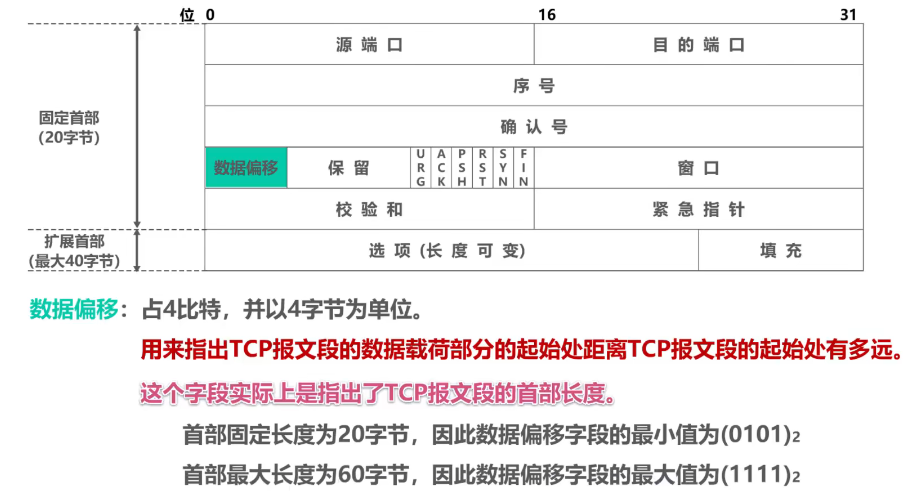 位 0 16 31
源端口 目的端口
序号
确认号
固定首部
(20字节)
数据偏移 保留 URG ACK PSH RST SYN FIN 窗口
校验和 紧急指针
扩展首部
(最大40字节)
选项(长度可变) 填充
数据偏移：占4比特，并以4字节为单位。
用来指出TCP报文段的数据载荷部分的起始处距离TCP报文段的起始处有多远。
这个字段实际上是指出了TCP报文段的首部长度。
首部固定长度为20字节，因此数据偏移字段的最小值为(0101)₂
首部最大长度为60字节，因此数据偏移字段的最大值为(1111)₂